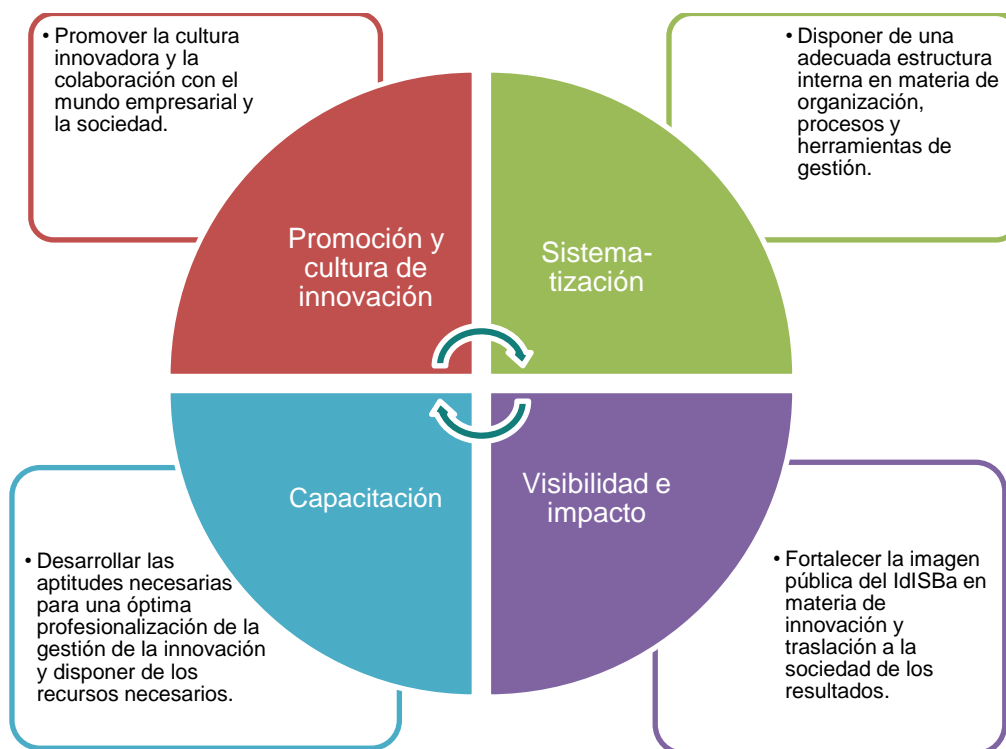 • Promover la cultura
innovadora y la
colaboración con el
mundo empresarial y
la sociedad.
• Disponer de una
adecuada estructura
interna en materia de
organización,
procesos y
herramientas de
gestión.
Promoción y
cultura de
innovación
Sistema-
tización
Capacitación
Visibilidad e
impacto
• Desarrollar las
aptitudes necesarias
para una óptima
profesionalización de la
gestión de la innovación
y disponer de los
recursos necesarios.
• Fortalecer la imagen
pública del IdISBa en
materia de
innovación y
traslación a la
sociedad de los
resultados.